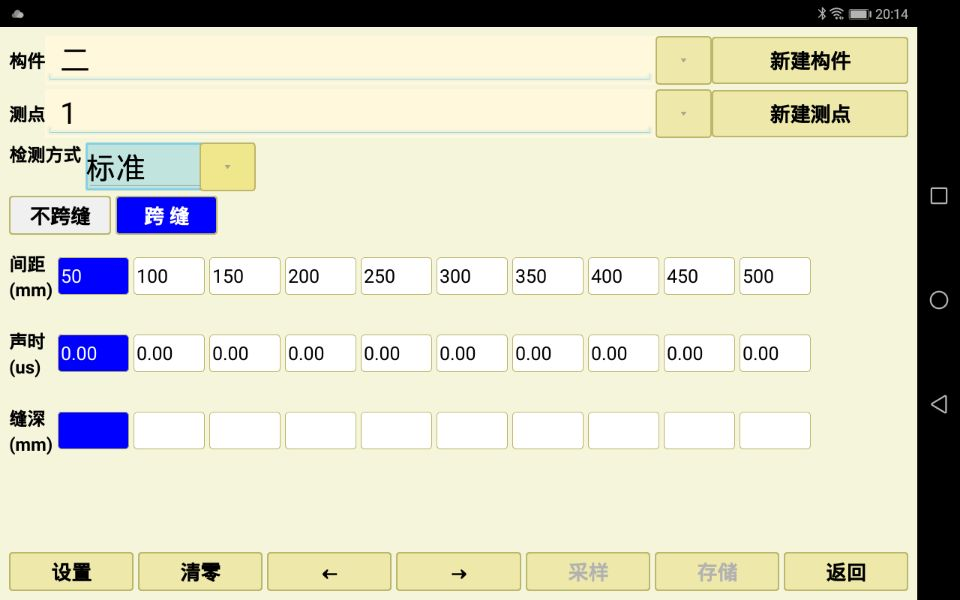 20:14
构件 二 新建构件
测点 1 新建测点
检测方式 标准
不跨缝 跨 缝
间距 50 100 150 200 250 300 350 400 450 500
(mm)
声时 0.00 0.00 0.00 0.00 0.00 0.00 0.00 0.00 0.00 0.00
(us)
缝深
(mm)
设置 清零 ← → 采样 存储 返回